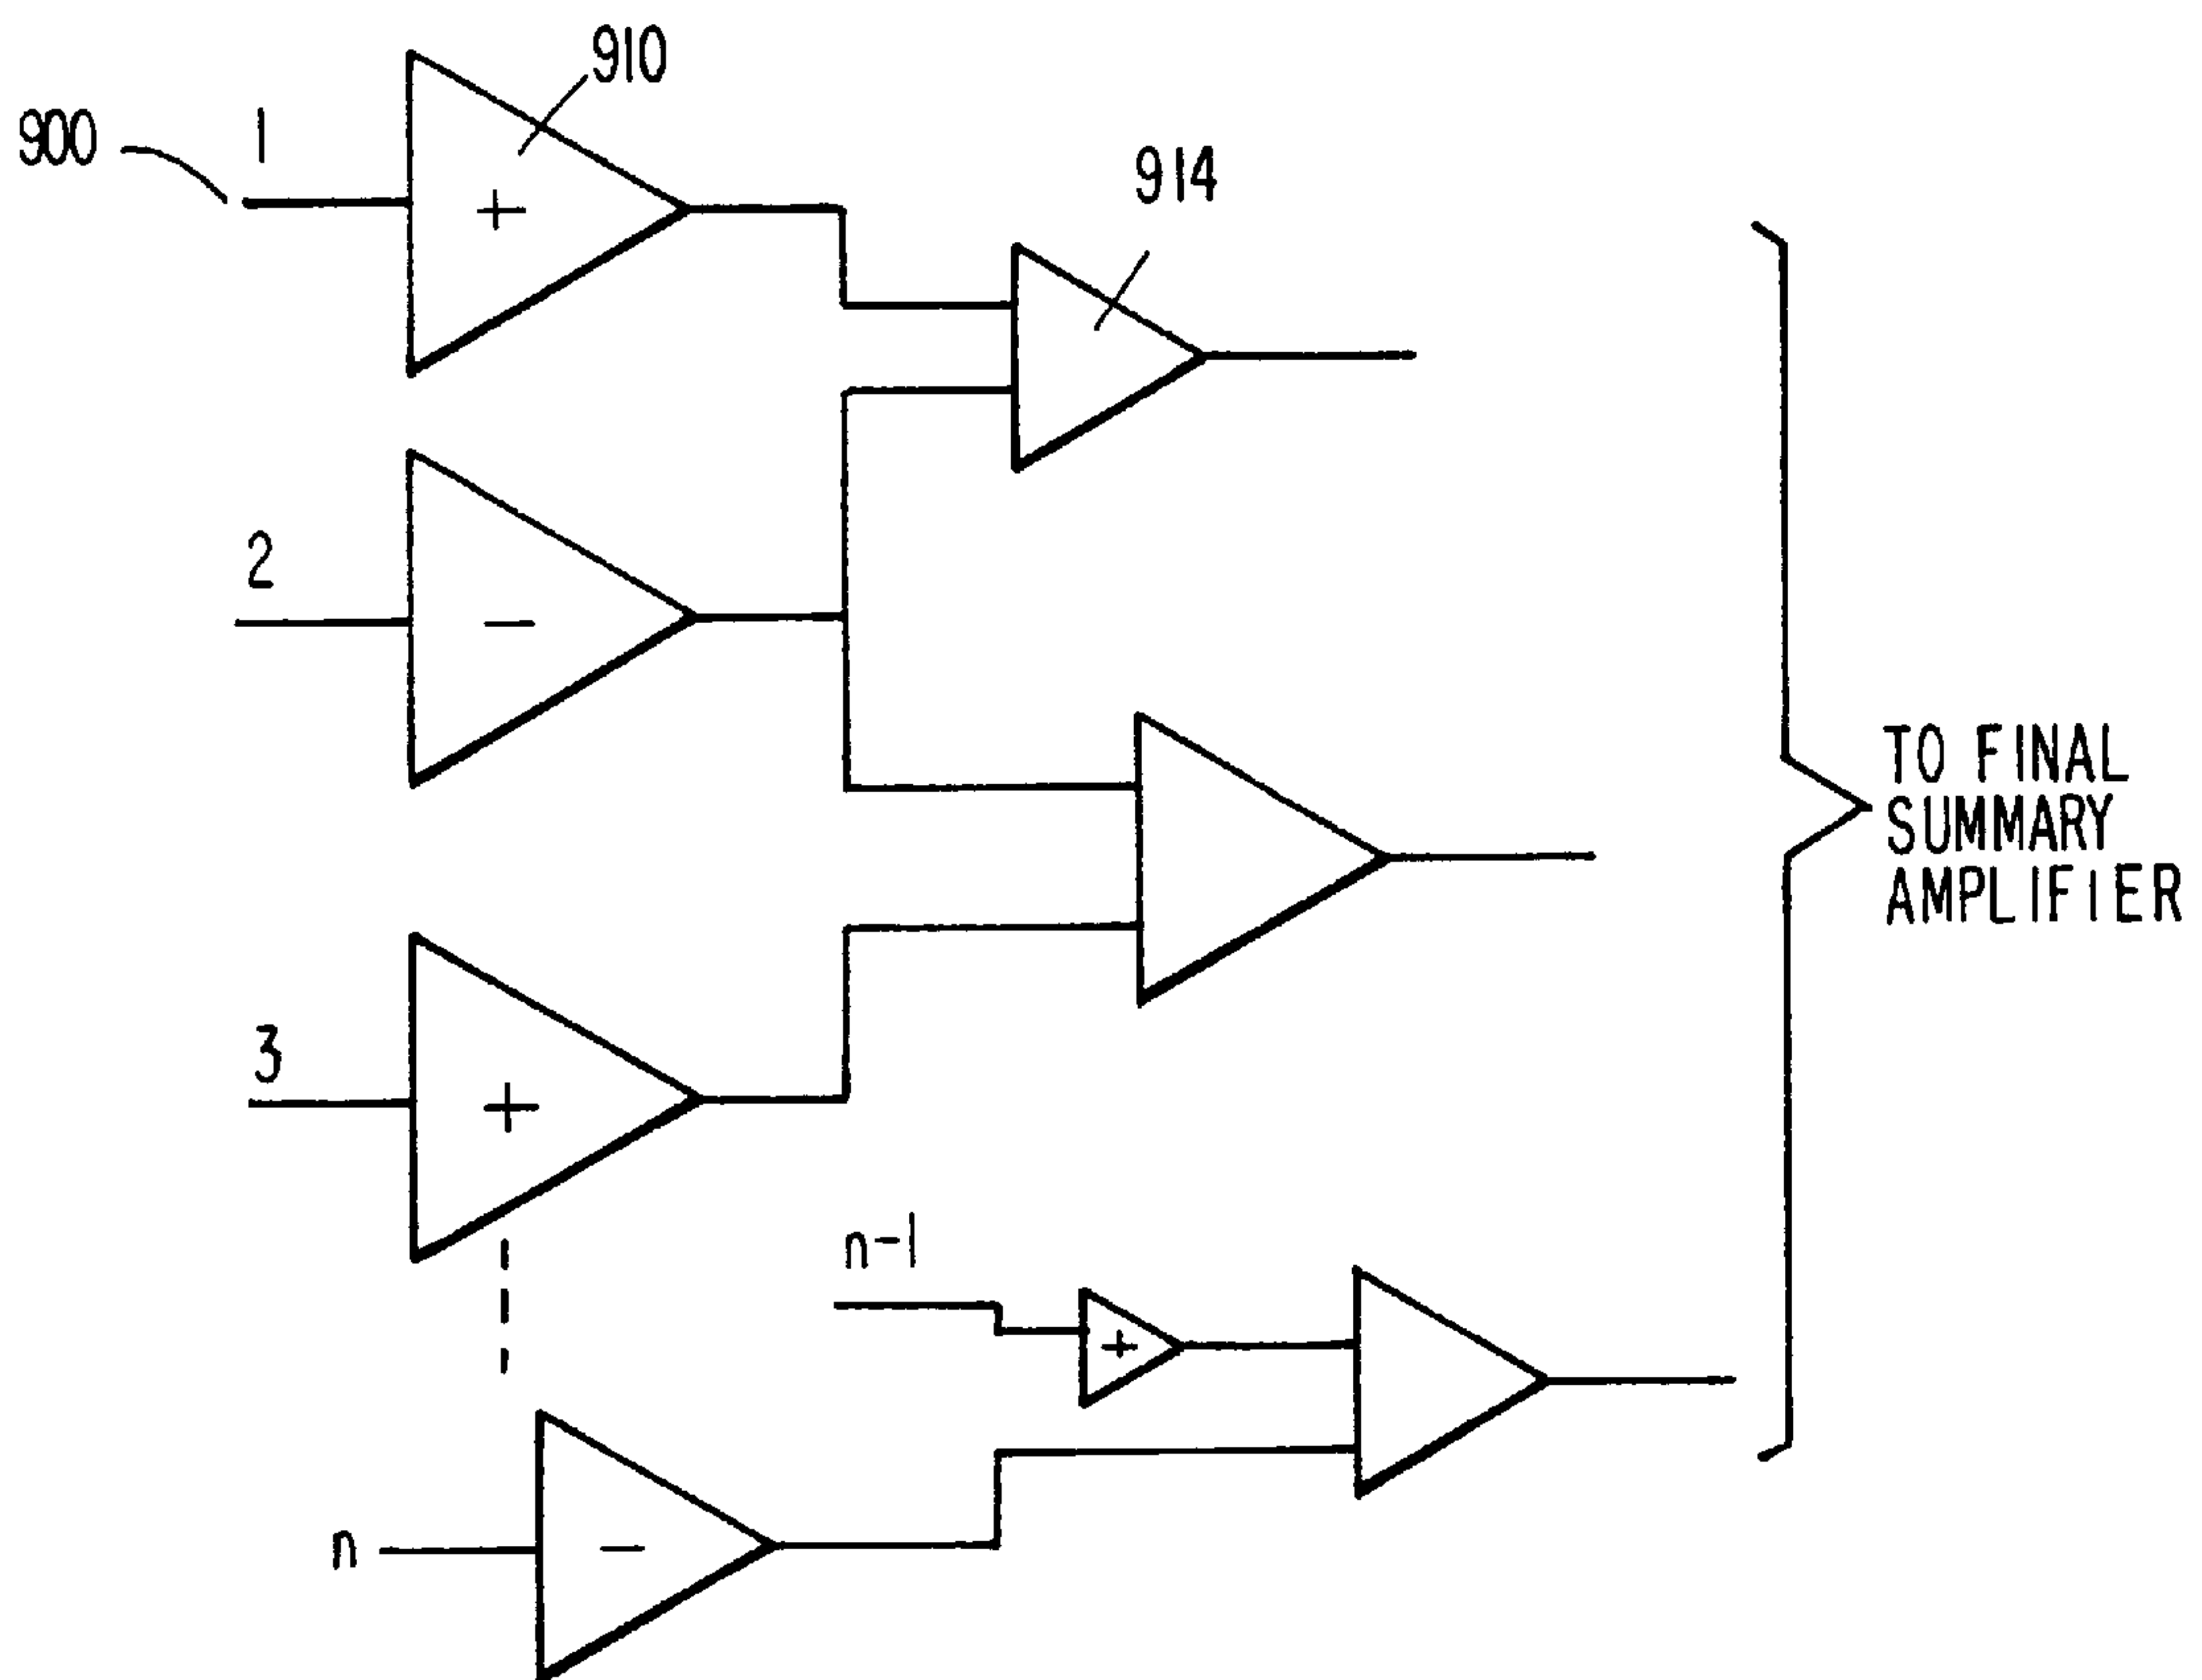 910
900
1
+
914
2
−
TO FINAL
SUMMARY
AMPLIFIER
3
+
n-1
+
n
−